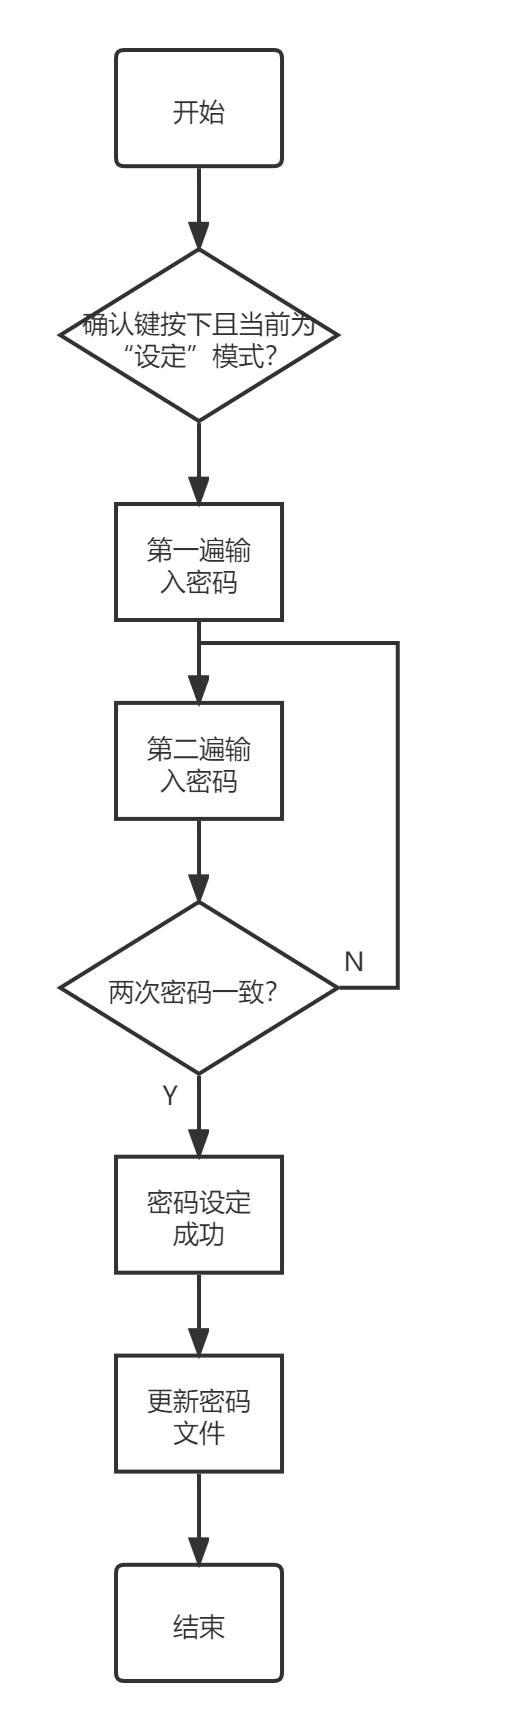 开始
确认键按下且当前为
“设定”模式？
第一遍输
入密码
第二遍输
入密码
两次密码一致？
N
Y
密码设定
成功
更新密码
文件
结束